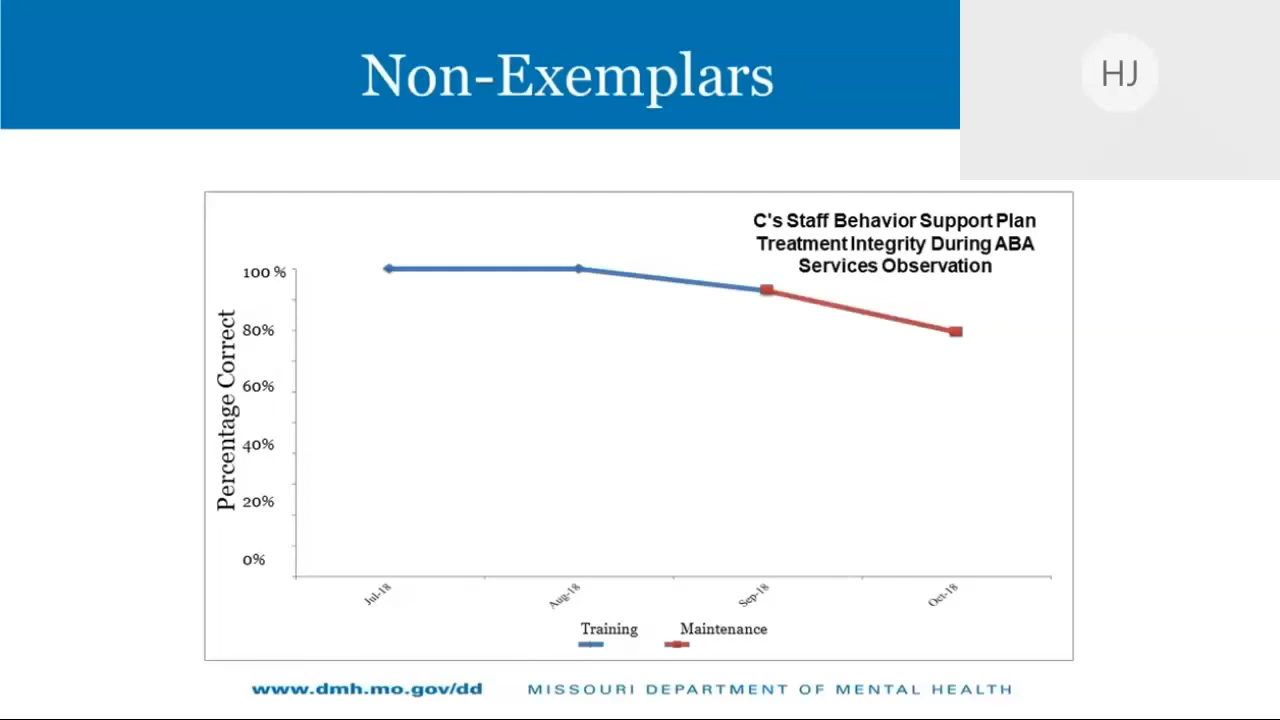 Non-Exemplars
HJ
C's Staff Behavior Support Plan
Treatment Integrity During ABA
Services Observation
Percentage Correct
100 %
80%
60%
40%
20%
0%
Jul-18
Aug-18
Sep-18
Oct-18
Training
Maintenance
www.dmh.mo.gov/dd
MISSOURI DEPARTMENT OF MENTAL HEALTH